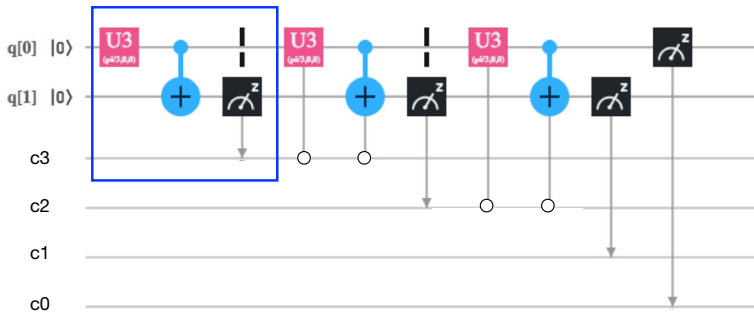 U3 U3 U3
(pi/3,0,0) (pi/3,0,0) (pi/3,0,0)
q[0] |0⟩ z
q[1] |0⟩ + z + z + z
c3
c2
c1
c0